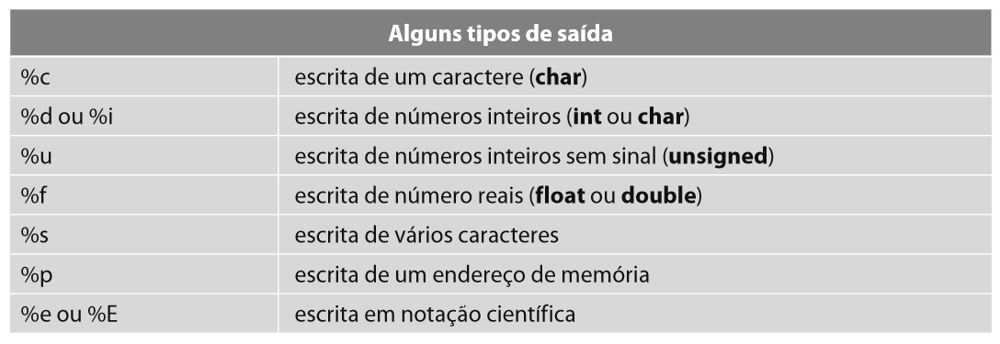 Alguns tipos de saída
%c escrita de um caractere (char)
%d ou %i escrita de números inteiros (int ou char)
%u escrita de números inteiros sem sinal (unsigned)
%f escrita de número reais (float ou double)
%s escrita de vários caracteres
%p escrita de um endereço de memória
%e ou %E escrita em notação científica